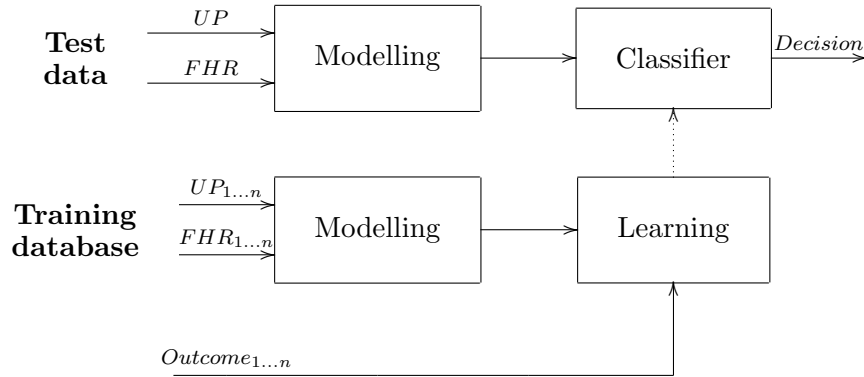 UP
Test
data
FHR
Modelling
Classifier
Decision
UP₁...ₙ
Training
database
FHR₁...ₙ
Modelling
Learning
Outcome₁...ₙ